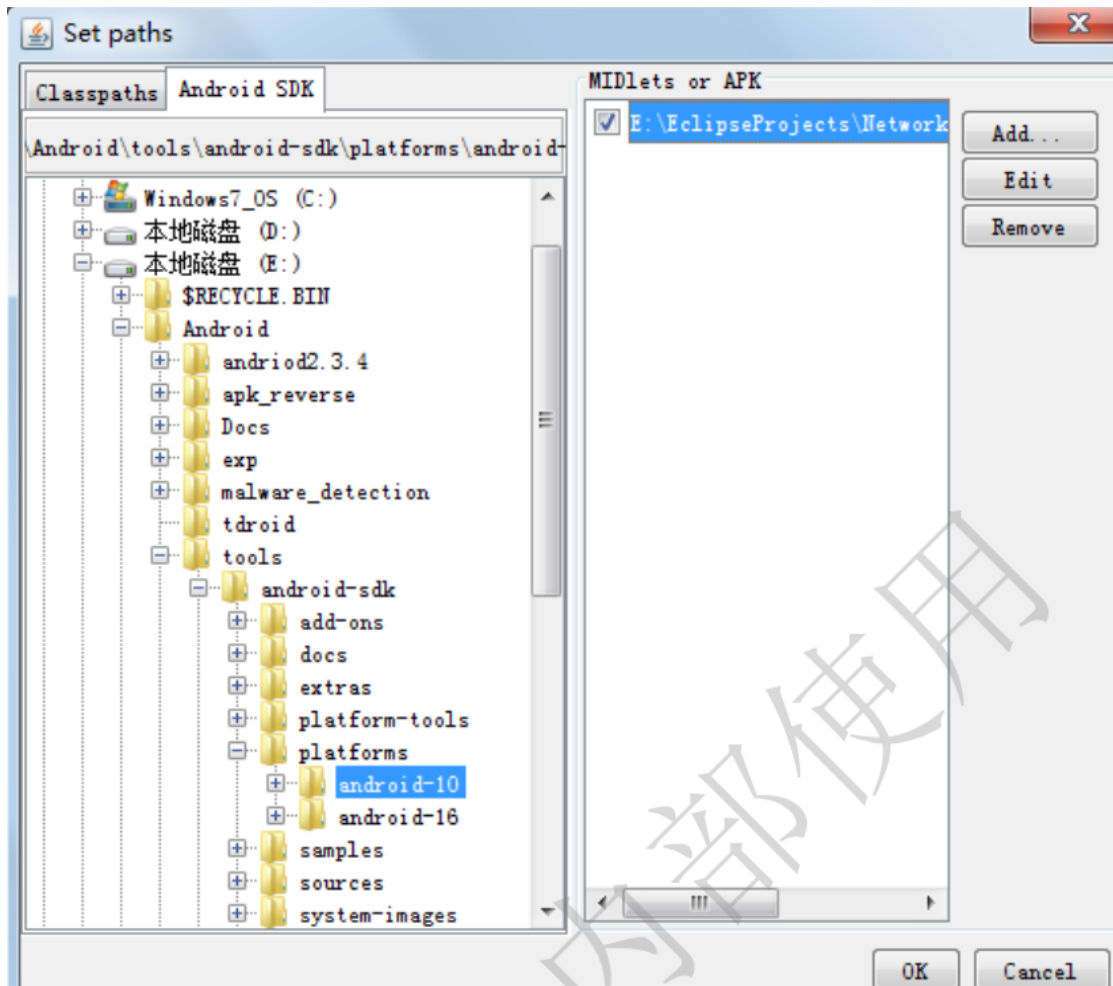 Set paths
Classpaths
Android SDK
\Android\tools\android-sdk\platforms\android-
Windows7_OS (C:)
本地磁盘 (D:)
本地磁盘 (E:)
$RECYCLE.BIN
Android
andriod2.3.4
apk_reverse
Docs
exp
malware_detection
tdroid
tools
android-sdk
add-ons
docs
extras
platform-tools
platforms
android-10
android-16
samples
sources
system-images
MIDlets or APK
E:\EclipseProjects\Network
Add...
Edit
Remove
OK
Cancel
内部使用